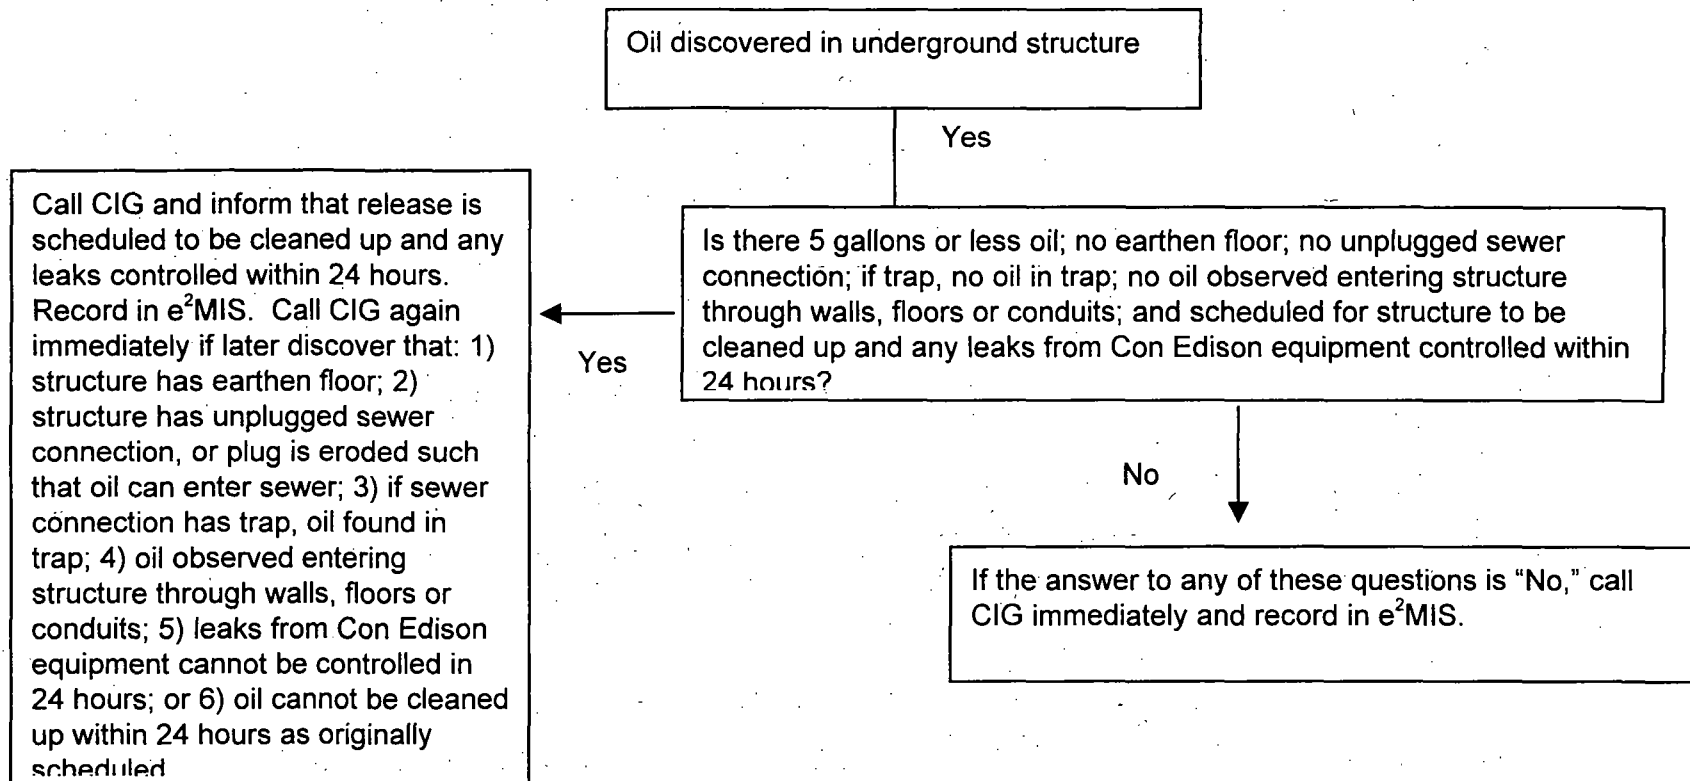 Oil discovered in underground structure
Yes
Is there 5 gallons or less oil; no earthen floor; no unplugged sewer
connection; if trap, no oil in trap; no oil observed entering structure
through walls, floors or conduits; and scheduled for structure to be
cleaned up and any leaks from Con Edison equipment controlled within
24 hours?
Yes
Call CIG and inform that release is
scheduled to be cleaned up and any
leaks controlled within 24 hours.
Record in e²MIS. Call CIG again
immediately if later discover that: 1)
structure has earthen floor; 2)
structure has unplugged sewer
connection, or plug is eroded such
that oil can enter sewer; 3) if sewer
connection has trap, oil found in
trap; 4) oil observed entering
structure through walls, floors or
conduits; 5) leaks from Con Edison
equipment cannot be controlled in
24 hours; or 6) oil cannot be cleaned
up within 24 hours as originally
scheduled
No
If the answer to any of these questions is “No,” call
CIG immediately and record in e²MIS.